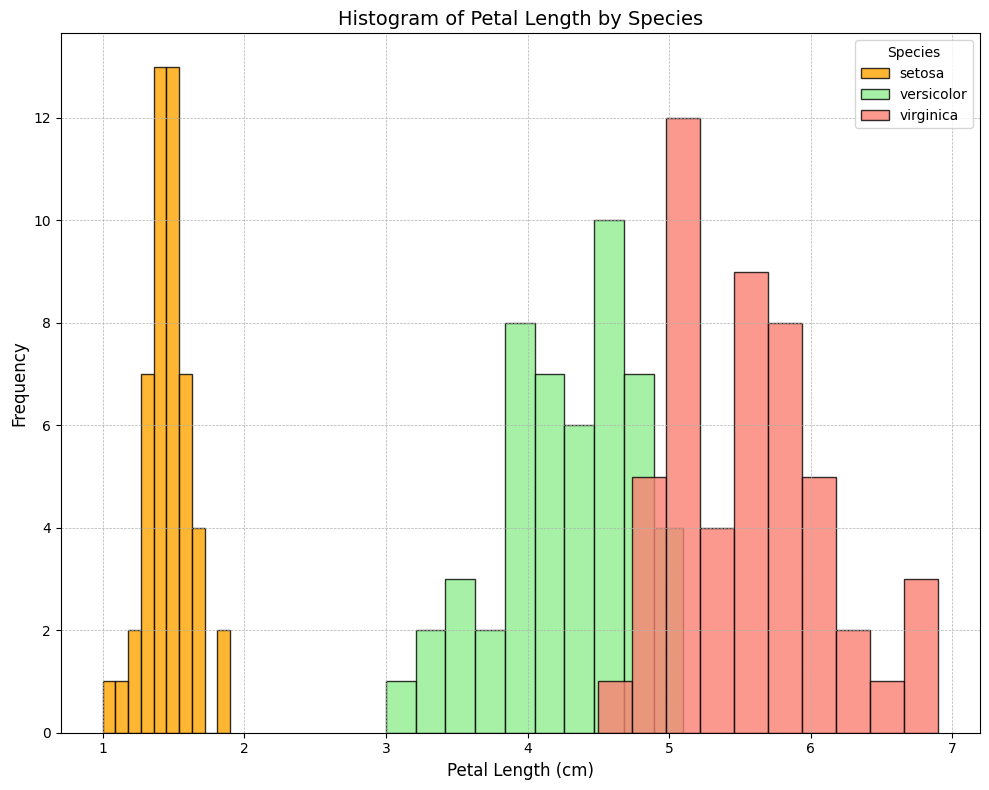 Histogram of Petal Length by Species
Species
setosa
versicolor
virginica
Frequency
12
10
8
6
4
2
0
1 2 3 4 5 6 7
Petal Length (cm)